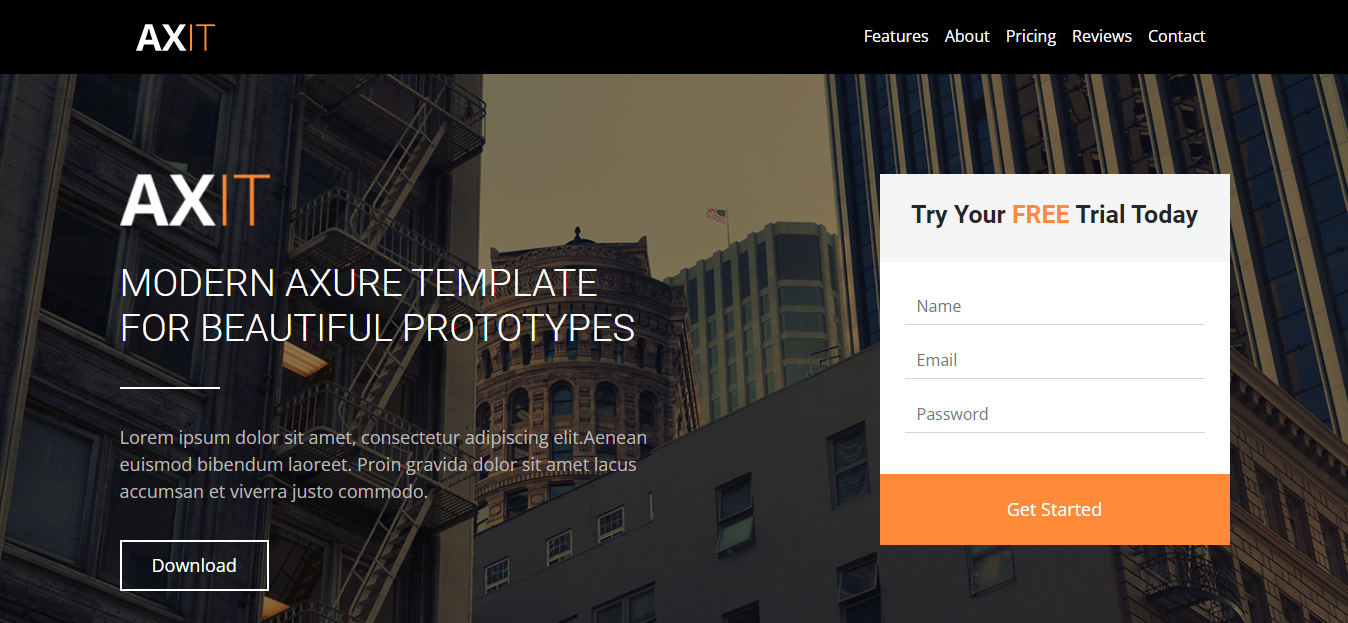 AXIT
Features About Pricing Reviews Contact
AXIT
MODERN AXURE TEMPLATE
FOR BEAUTIFUL PROTOTYPES
Lorem ipsum dolor sit amet, consectetur adipiscing elit.Aenean
euismod bibendum laoreet. Proin gravida dolor sit amet lacus
accumsan et viverra justo commodo.
Download
Try Your FREE Trial Today
Name
Email
Password
Get Started